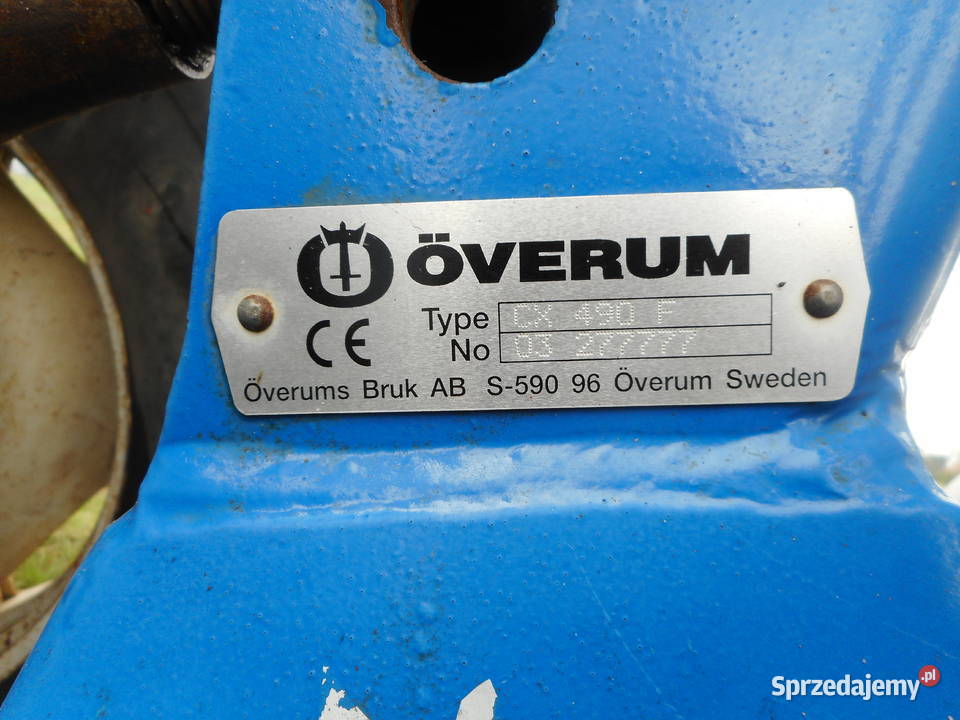 ÖVERUM
Type CX 490 F
CE No 03 277777
Överums Bruk AB S-590 96 Överum Sweden
Sprzedajemy.pl